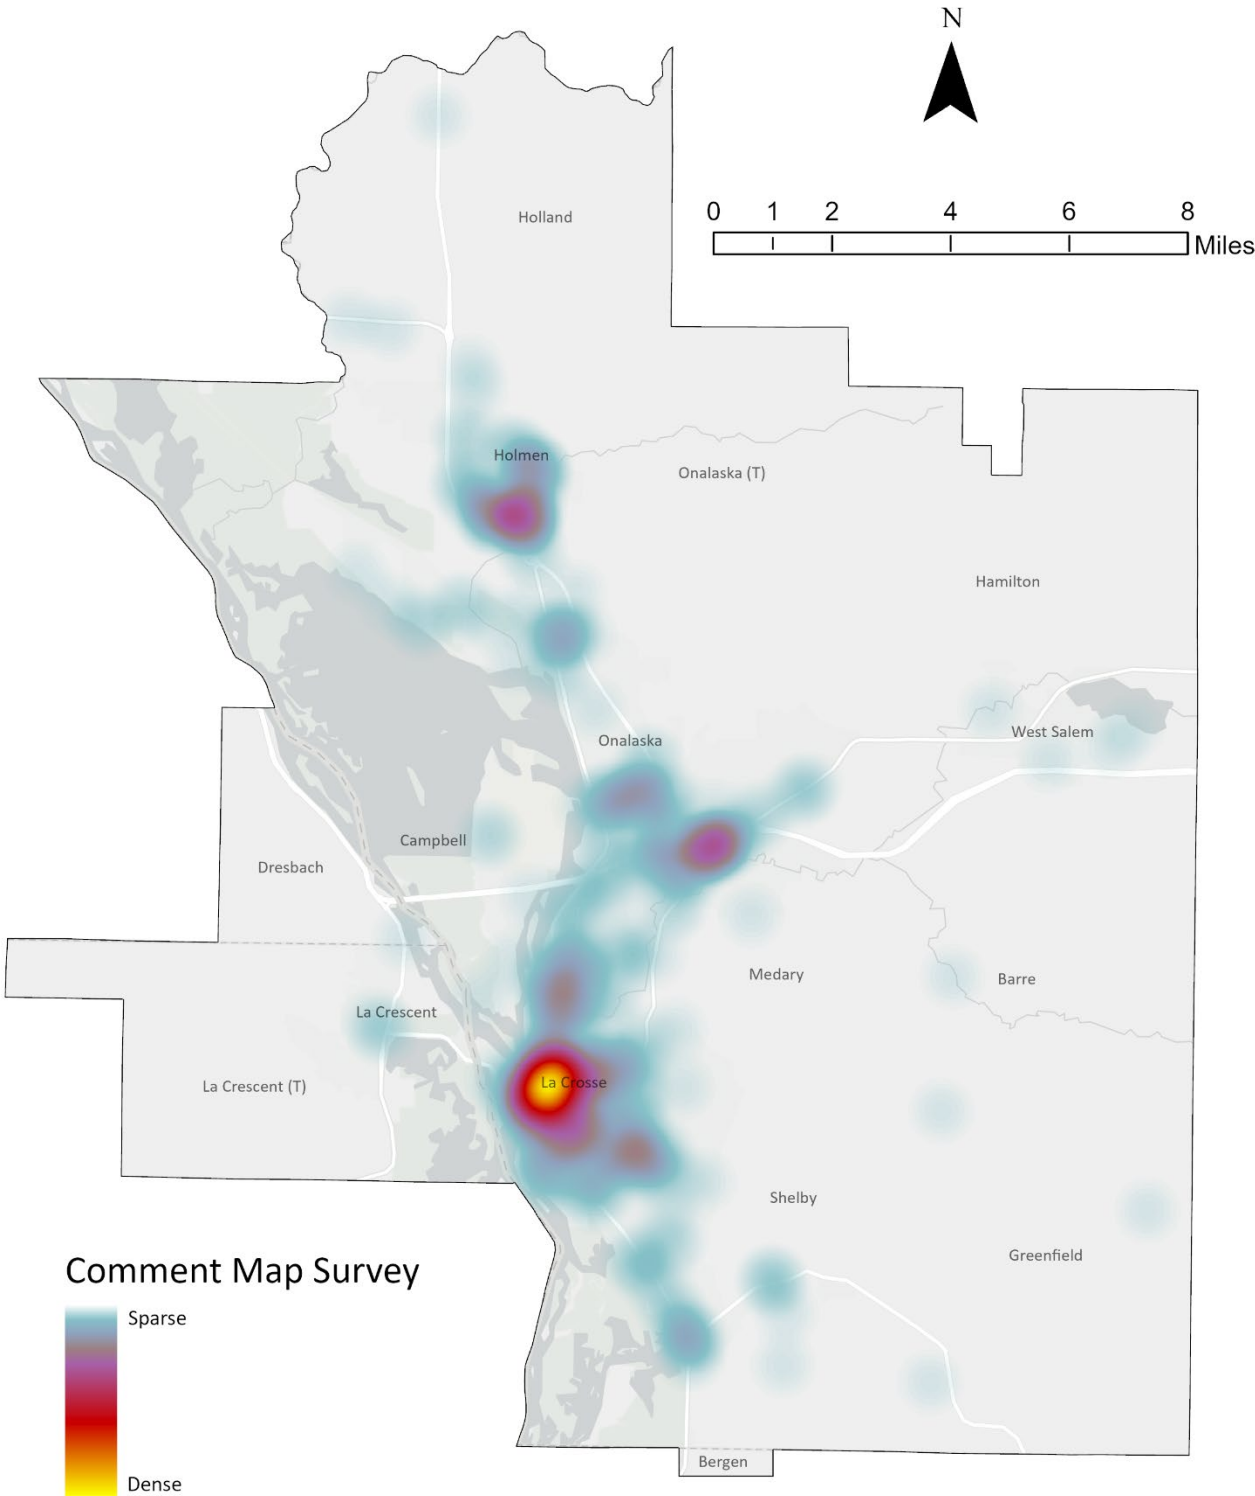 N
0 1 2 4 6 8
Miles
Holland
Holmen
Onalaska (T)
Hamilton
West Salem
Onalaska
Campbell
Dresbach
Medary
Barre
La Crescent
La Crosse
La Crescent (T)
Shelby
Greenfield
Comment Map Survey
Sparse
Dense
Bergen